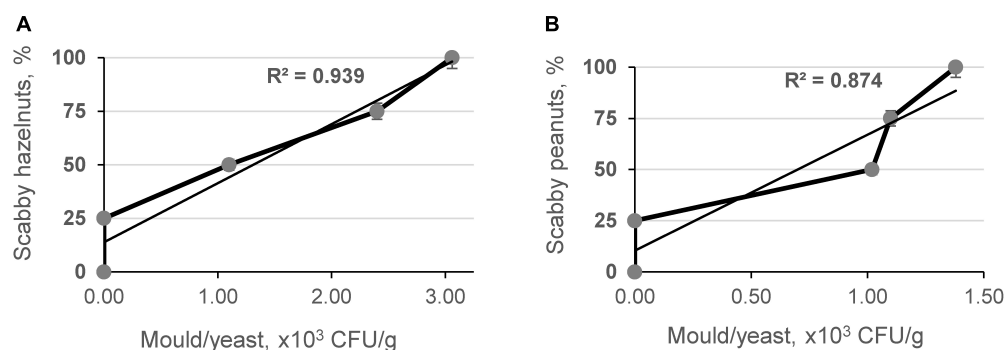 A
Scabby hazelnuts, %
100
75
50
25
0
R² = 0.939
0.00 1.00 2.00 3.00
Mould/yeast, x10³ CFU/g
B
Scabby peanuts, %
100
75
50
25
0
R² = 0.874
0.00 0.50 1.00 1.50
Mould/yeast, x10³ CFU/g